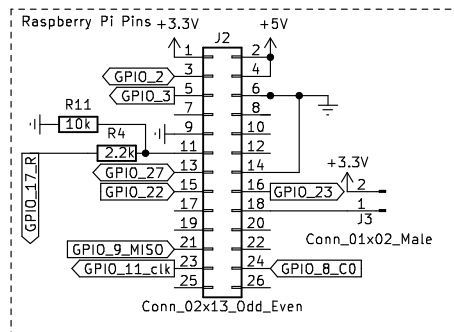 Raspberry Pi Pins +3.3V +5V
J2
1 2
GPIO_2 3 4
GPIO_3 5 6
R11 7 8
10k 9 10
R4
2.2k 11 12
GPIO_17_R
GPIO_27 13 14
+3.3V
GPIO_22 15 16 GPIO_23 2
17 18 1
J3
19 20
Conn_01x02_Male
GPIO_9_MISO 21 22
GPIO_11_clk 23 24 GPIO_8_C0
25 26
Conn_02x13_Odd_Even